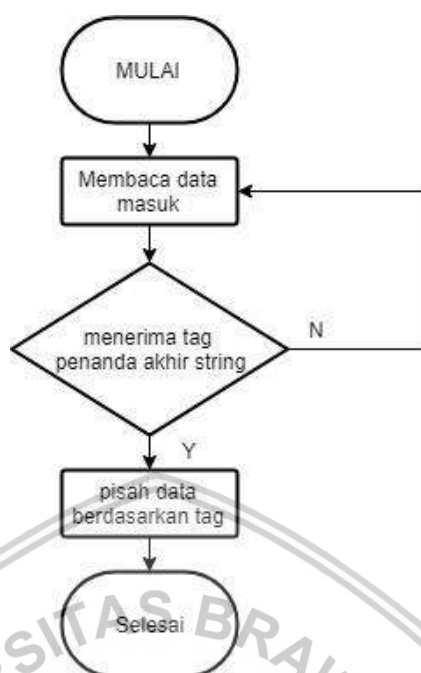 MULAI
Membaca data
masuk
menerima tag
penanda akhir string
N
Y
pisah data
berdasarkan tag
Selesai